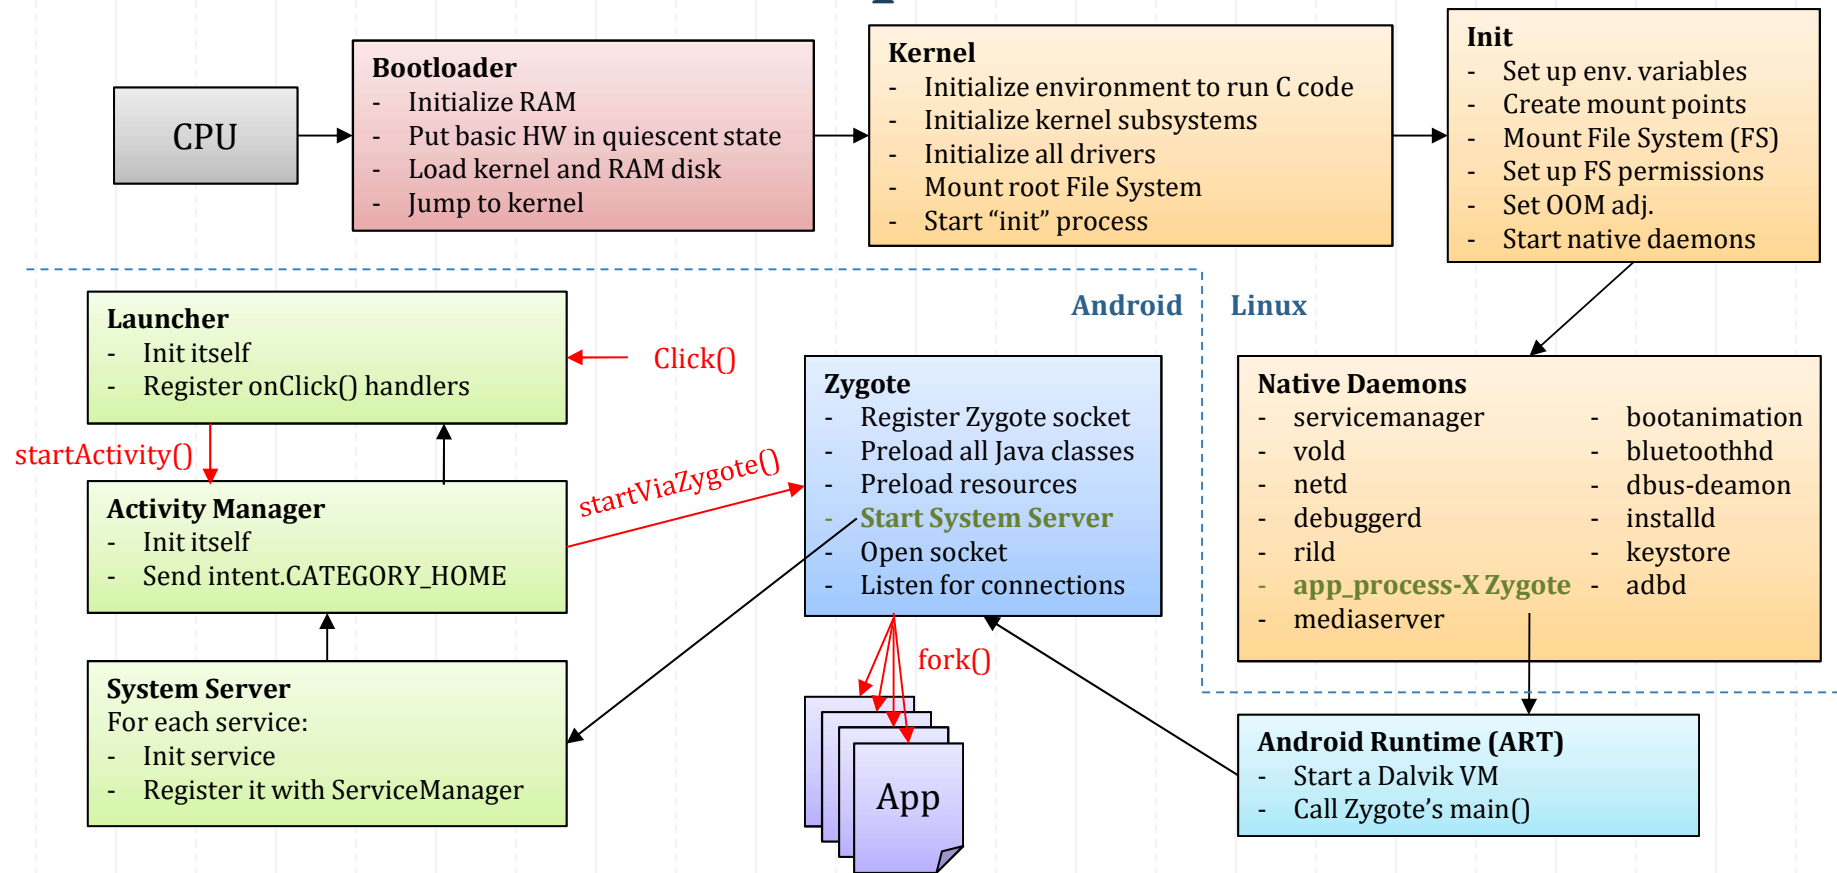 CPU
Bootloader
- Initialize RAM
- Put basic HW in quiescent state
- Load kernel and RAM disk
- Jump to kernel
Kernel
- Initialize environment to run C code
- Initialize kernel subsystems
- Initialize all drivers
- Mount root File System
- Start “init” process
Init
- Set up env. variables
- Create mount points
- Mount File System (FS)
- Set up FS permissions
- Set OOM adj.
- Start native daemons
Android
Linux
Launcher
- Init itself
- Register onClick() handlers
Click()
startActivity()
Activity Manager
- Init itself
- Send intent.CATEGORY_HOME
startViaZygote()
System Server
For each service:
- Init service
- Register it with ServiceManager
Zygote
- Register Zygote socket
- Preload all Java classes
- Preload resources
- Start System Server
- Open socket
- Listen for connections
fork()
App
Native Daemons
- servicemanager
- vold
- netd
- debuggerd
- rild
- app_process-X Zygote
- mediaserver
- bootanimation
- bluetoothhd
- dbus-deamon
- installd
- keystore
- adbd
Android Runtime (ART)
- Start a Dalvik VM
- Call Zygote’s main()